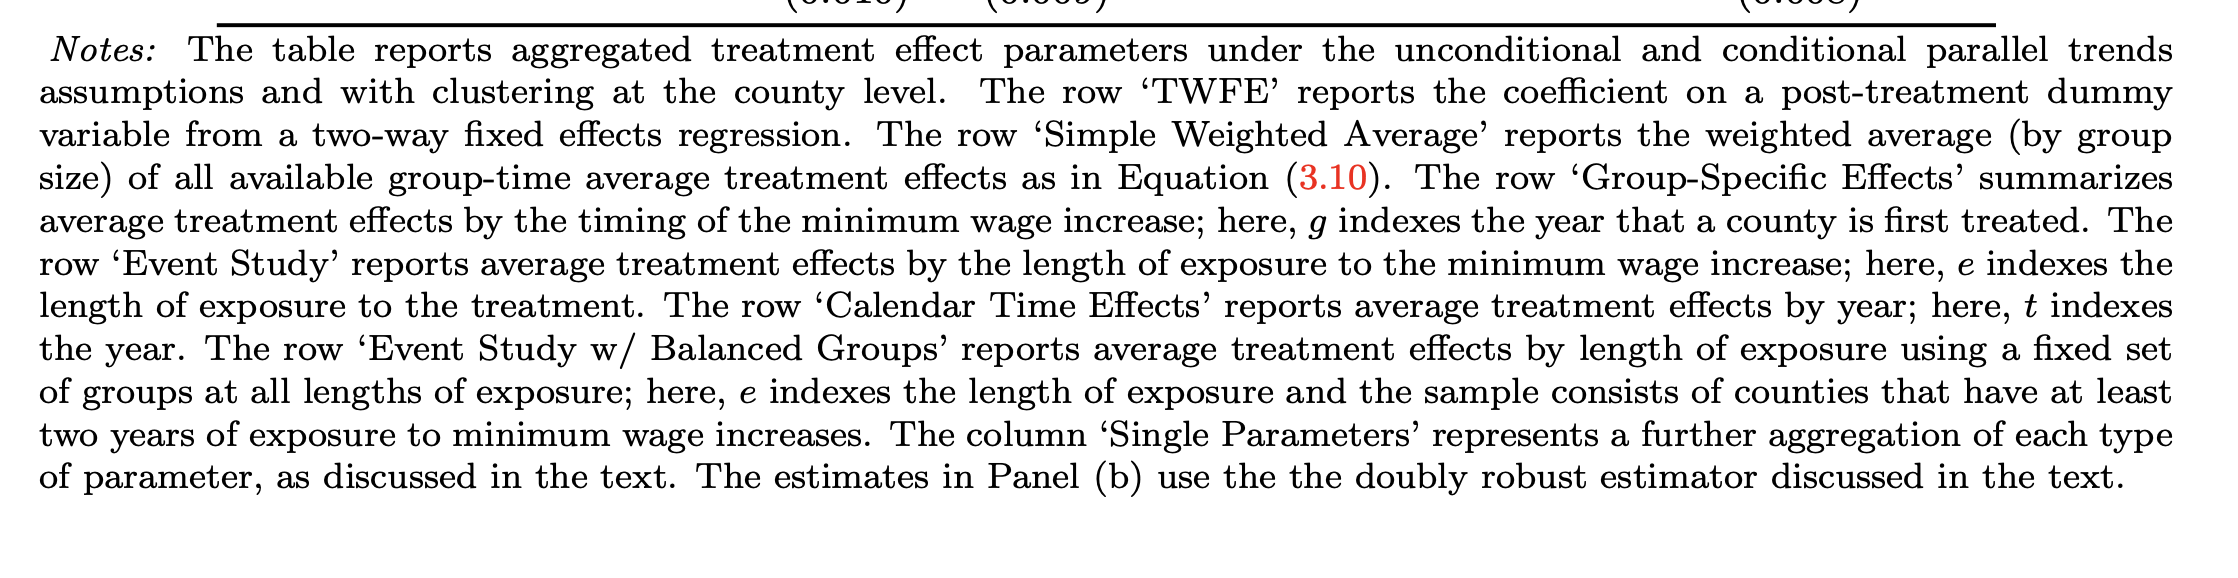 Notes: The table reports aggregated treatment effect parameters under the unconditional and conditional parallel trends
assumptions and with clustering at the county level. The row ‘TWFE’ reports the coefficient on a post-treatment dummy
variable from a two-way fixed effects regression. The row ‘Simple Weighted Average’ reports the weighted average (by group
size) of all available group-time average treatment effects as in Equation (3.10). The row ‘Group-Specific Effects’ summarizes
average treatment effects by the timing of the minimum wage increase; here, g indexes the year that a county is first treated. The
row ‘Event Study’ reports average treatment effects by the length of exposure to the minimum wage increase; here, e indexes the
length of exposure to the treatment. The row ‘Calendar Time Effects’ reports average treatment effects by year; here, t indexes
the year. The row ‘Event Study w/ Balanced Groups’ reports average treatment effects by length of exposure using a fixed set
of groups at all lengths of exposure; here, e indexes the length of exposure and the sample consists of counties that have at least
two years of exposure to minimum wage increases. The column ‘Single Parameters’ represents a further aggregation of each type
of parameter, as discussed in the text. The estimates in Panel (b) use the the doubly robust estimator discussed in the text.